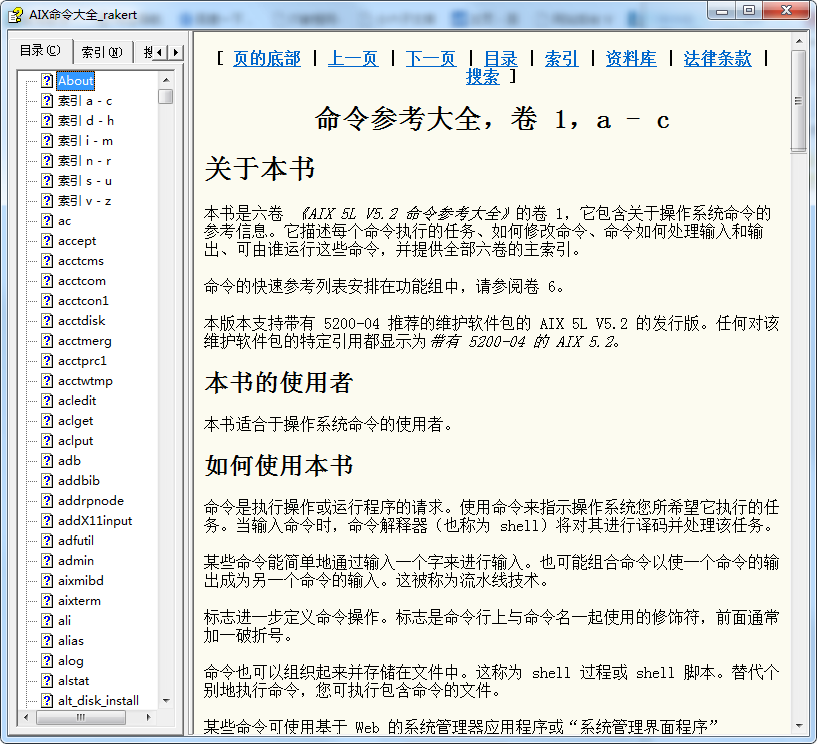 AIX命令大全_rakert
目录(C) 索引(N) 搜
About
索引 a - c
索引 d - h
索引 i - m
索引 n - r
索引 s - u
索引 v - z
ac
accept
acctcms
acctcom
acctcon1
acctdisk
acctmerg
acctprc1
acctwtmp
acledit
aclget
aclput
adb
addbib
addrpnode
addX11input
adfutil
admin
aixmibd
aixterm
ali
alias
alog
alstat
alt_disk_install
[ 页的底部 | 上一页 | 下一页 | 目录 | 索引 | 资料库 | 法律条款 |
搜索 ]
命令参考大全，卷 1，a - c
关于本书
本书是六卷 《AIX 5L V5.2 命令参考大全》的卷 1，它包含关于操作系统命令的
参考信息。它描述每个命令执行的任务、如何修改命令、命令如何处理输入和输
出、可由谁运行这些命令，并提供全部六卷的主索引。
命令的快速参考列表安排在功能组中，请参阅卷 6。
本版本支持带有 5200-04 推荐的维护软件包的 AIX 5L V5.2 的发行版。任何对该
维护软件包的特定引用都显示为带有 5200-04 的 AIX 5.2。
本书的使用者
本书适合于操作系统命令的使用者。
如何使用本书
命令是执行操作或运行程序的请求。使用命令来指示操作系统您所希望它执行的任
务。当输入命令时，命令解释器（也称为 shell）将对其进行译码并处理该任务。
某些命令能简单地通过输入一个字来进行输入。也可能组合命令以使一个命令的输
出成为另一个命令的输入。这被称为流水线技术。
标志进一步定义命令操作。标志是命令行上与命令名一起使用的修饰符，前面通常
加一破折号。
命令也可以组织起来并存储在文件中。这称为 shell 过程或 shell 脚本。替代个
别地执行命令，您可执行包含命令的文件。
某些命令可使用基于 Web 的系统管理器应用程序或“系统管理界面程序”